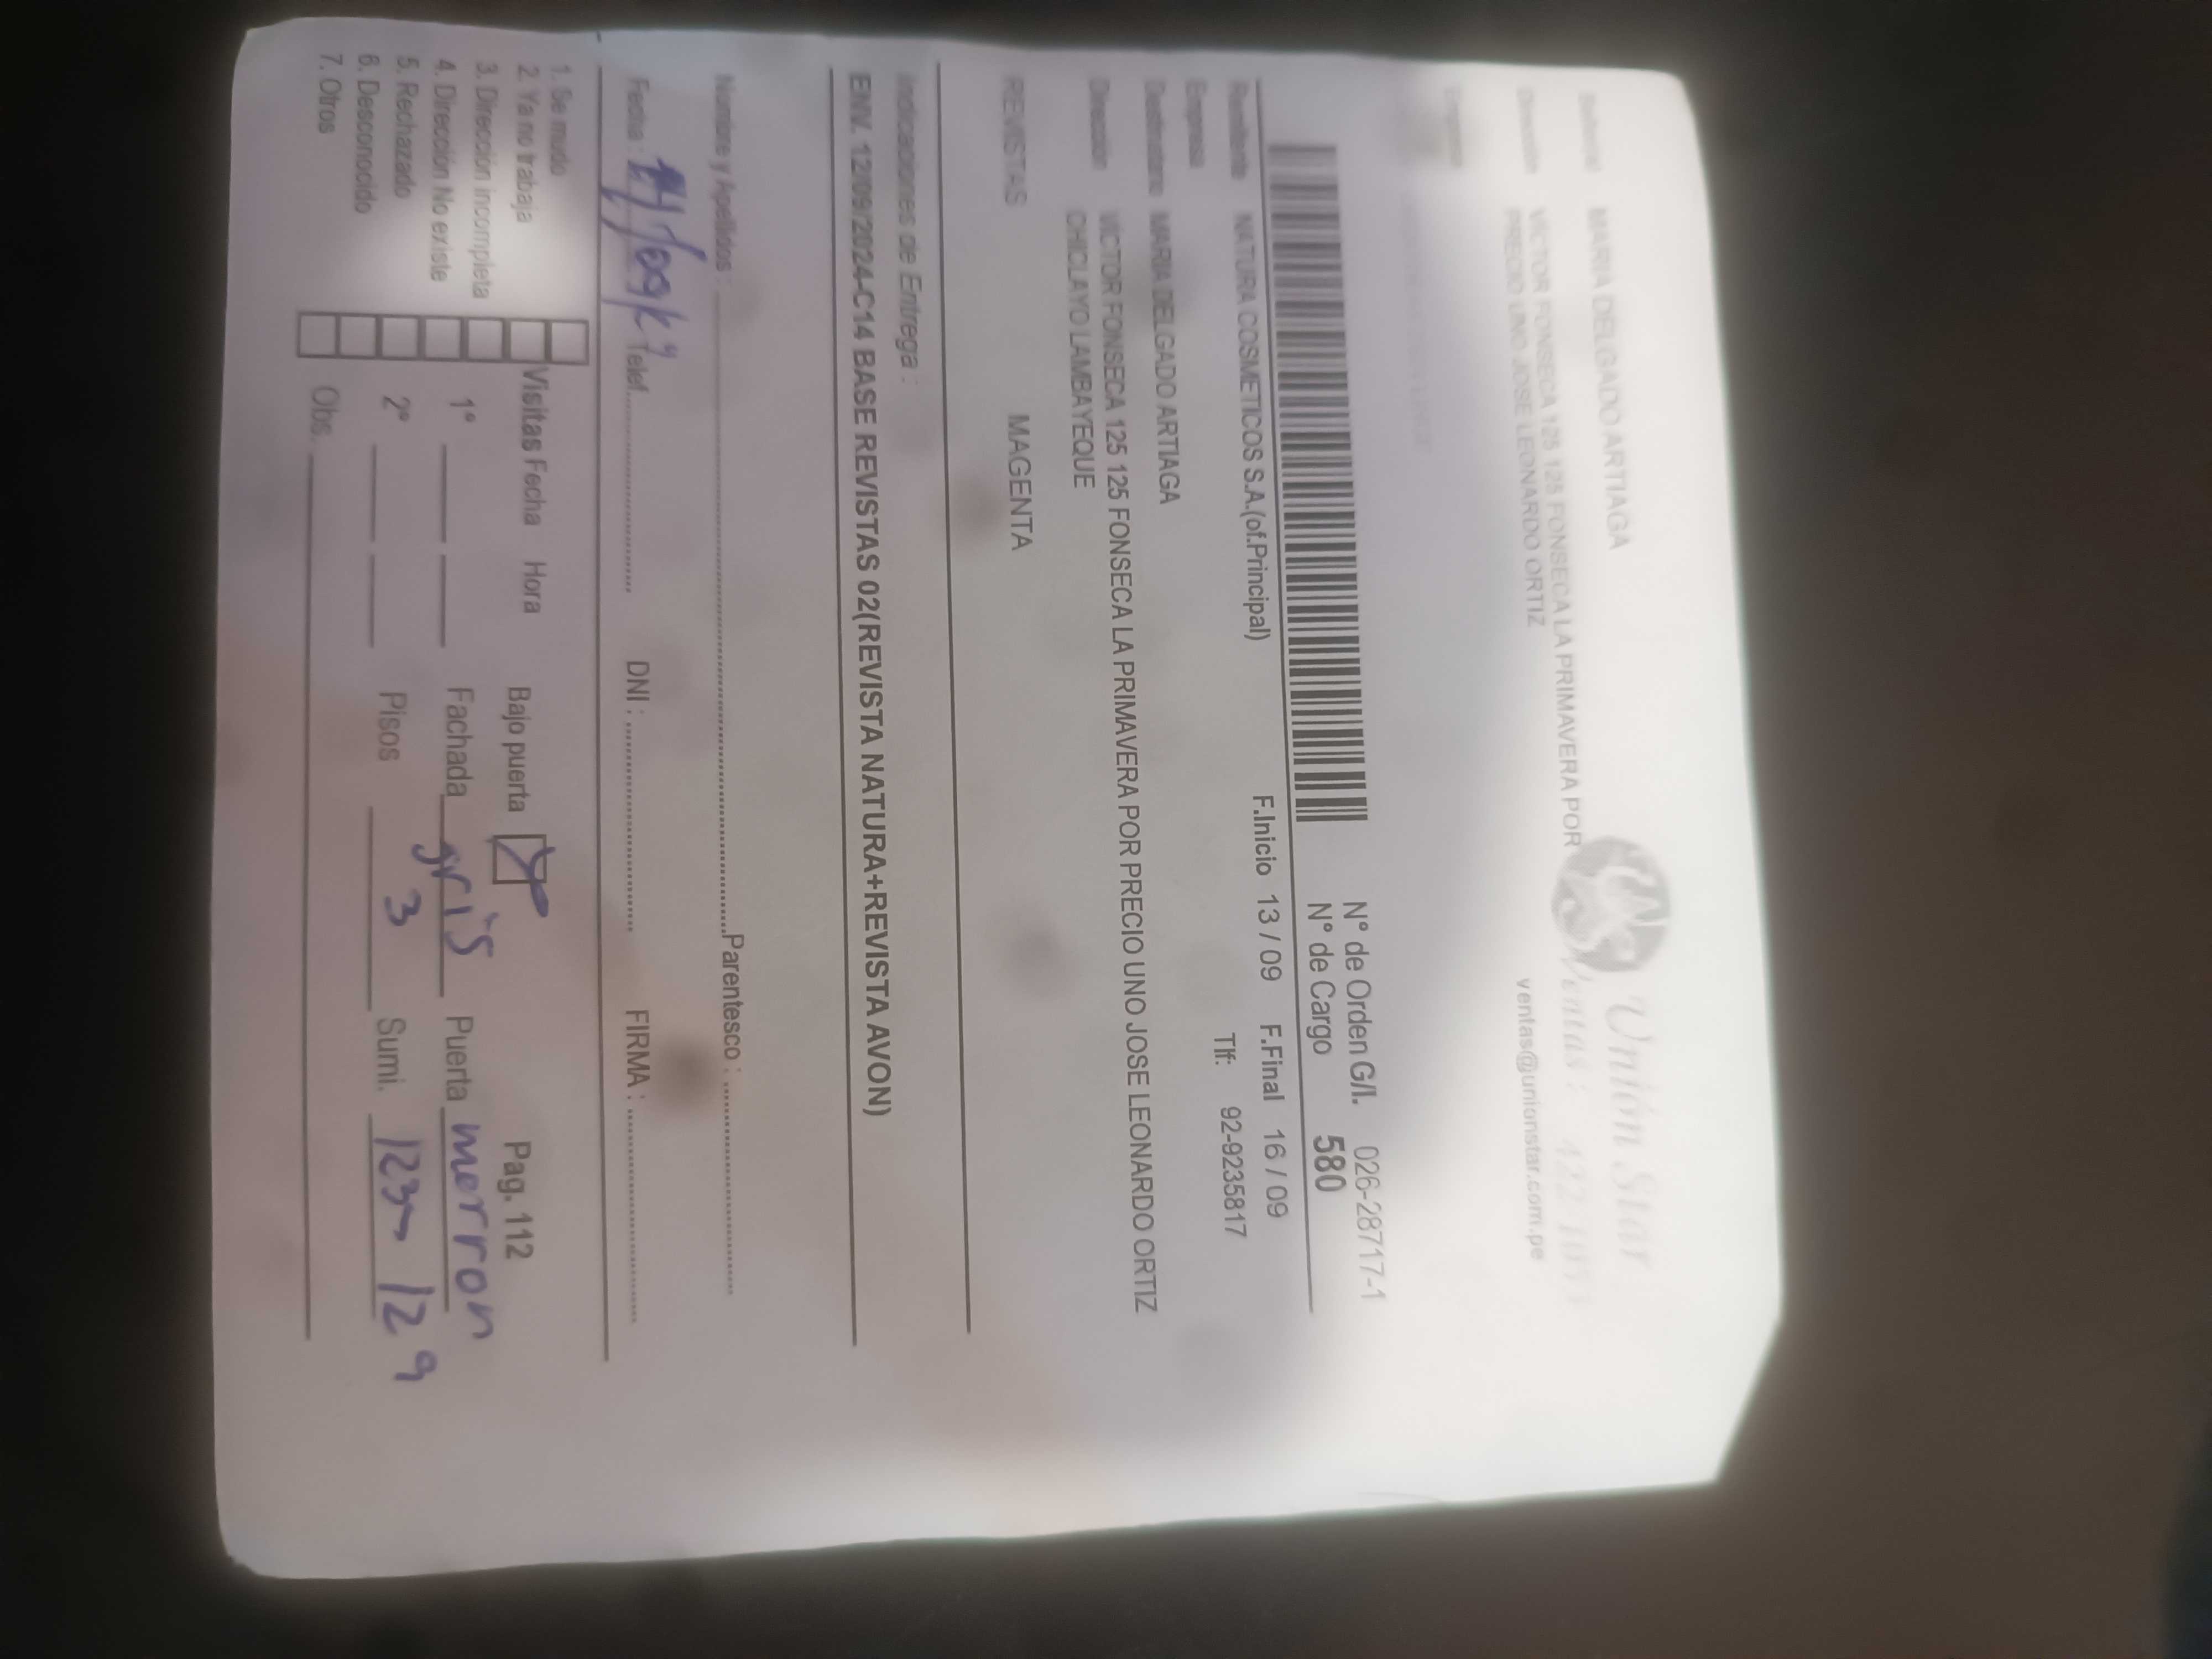 Unión Star
MARIA DELGADO ARTIAGA
Ventas :
VICTOR FONSECA 125 125 FONSECA LA PRIMAVERA POR
PRECIO UNO JOSE LEONARDO ORTIZ
ventas@unionstar.com.pe
N° de Orden G/I. 026-28717-1
N° de Cargo 580
Remitente NATURA COSMETICOS S.A.(of.Principal) F.Inicio 13 / 09 F.Final 16 / 09
Empresa Tlf: 92-9235817
Destinatario MARIA DELGADO ARTIAGA
Dirección VICTOR FONSECA 125 125 FONSECA LA PRIMAVERA POR PRECIO UNO JOSE LEONARDO ORTIZ
CHICLAYO LAMBAYEQUE
REVISTAS MAGENTA
Indicaciones de Entrega :
ENV. 12/09/2024-C14 BASE REVISTAS 02(REVISTA NATURA+REVISTA AVON)
Nombre y Apellidos : Parentesco :
Fecha : Telef. DNI : FIRMA :
1. Se mudo
2. Ya no trabaja Visitas Fecha Hora Bajo puerta Pag. 112
3. Dirección incompleta
4. Dirección No existe 1° Fachada gris Puerta marron
5. Rechazado 2° Pisos 3 Sumi.
6. Desconocido
7. Otros Obs.